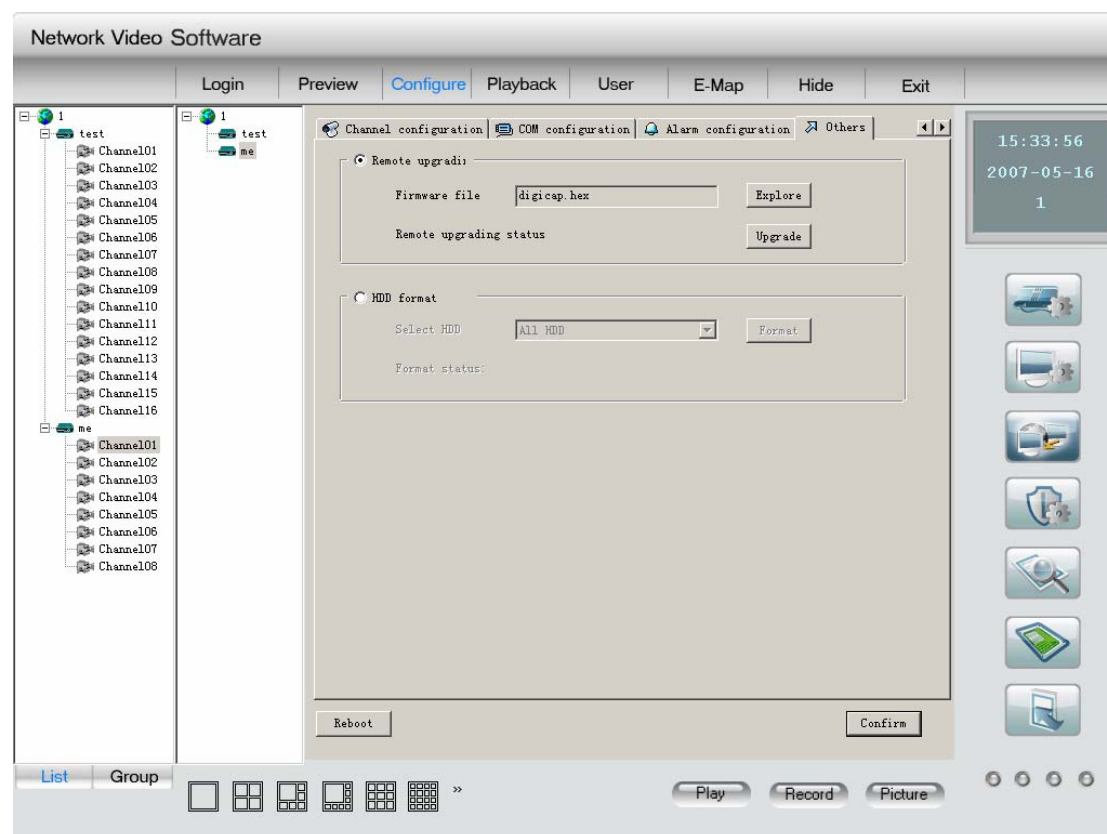 Network Video Software
Login Preview Configure Playback User E-Map Hide Exit
1
test
Channel01
Channel02
Channel03
Channel04
Channel05
Channel06
Channel07
Channel08
Channel09
Channel10
Channel11
Channel12
Channel13
Channel14
Channel15
Channel16
me
Channel01
Channel02
Channel03
Channel04
Channel05
Channel06
Channel07
Channel08
1
test
me
Channel configuration COM configuration Alarm configuration Others
Remote upgradi
Firmware file digicap.hex Explore
Remote upgrading status Upgrade
HDD format
Select HDD All HDD Format
Format status:
Reboot Confirm
15:33:56
2007-05-16
1
List Group
»
Play Record Picture